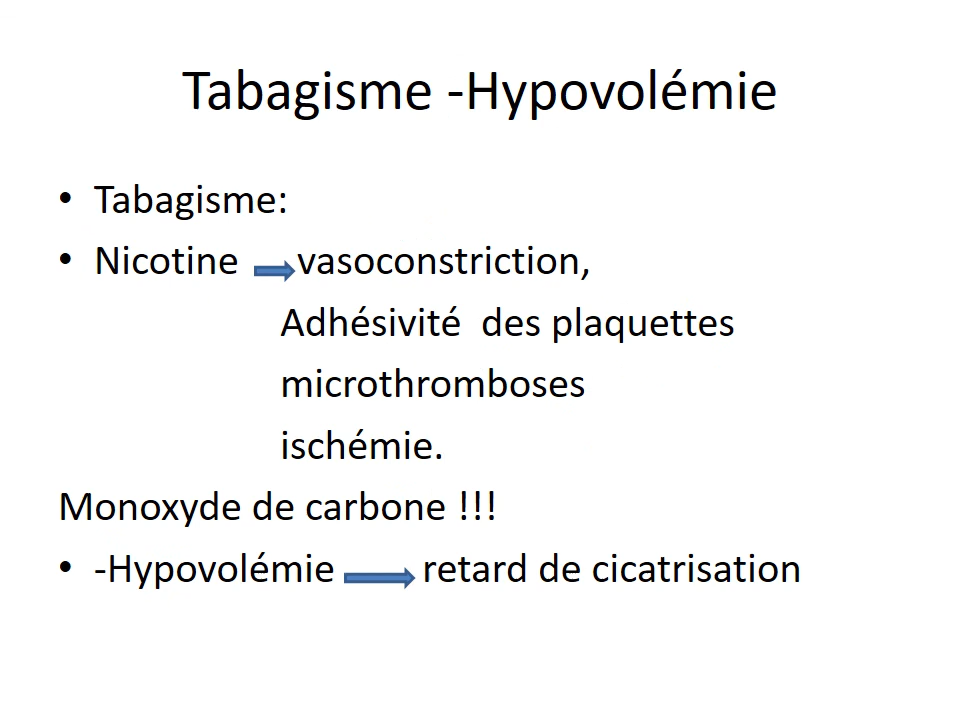 Tabagisme -Hypovolémie
• Tabagisme:
• Nicotine vasoconstriction,
Adhésivité des plaquettes
microthromboses
ischémie.
Monoxyde de carbone !!!
• -Hypovolémie retard de cicatrisation